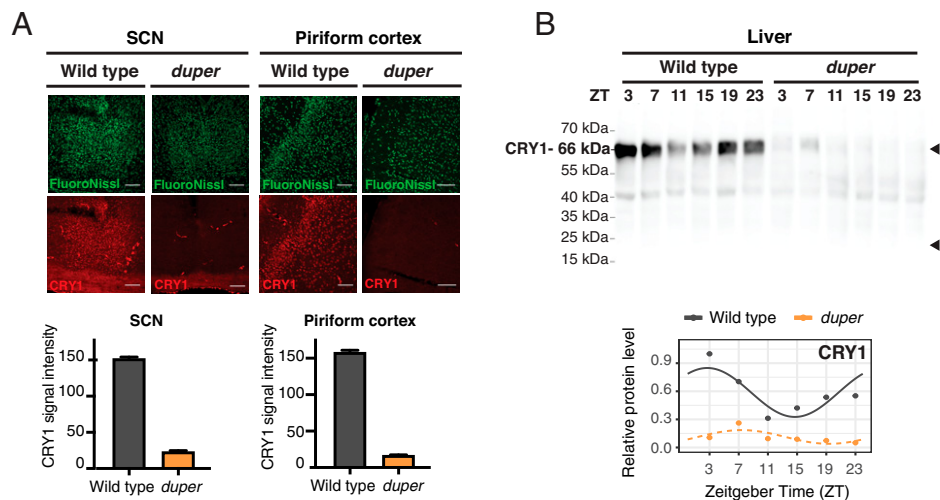 A
SCN
Piriform cortex
Wild type
duper
Wild type
duper
FluoroNissl
FluoroNissl
FluoroNissl
FluoroNissl
CRY1
CRY1
CRY1
CRY1
SCN
CRY1 signal intensity
150
100
50
0
Wild type
duper
Piriform cortex
CRY1 signal intensity
150
100
50
0
Wild type
duper
B
Liver
Wild type
duper
ZT 3 7 11 15 19 23 3 7 11 15 19 23
70 kDa
CRY1- 66 kDa
55 kDa
40 kDa
35 kDa
25 kDa
15 kDa
Wild type duper
CRY1
Relative protein level
0.9
0.6
0.3
0.0
3 7 11 15 19 23
Zeitgeber Time (ZT)